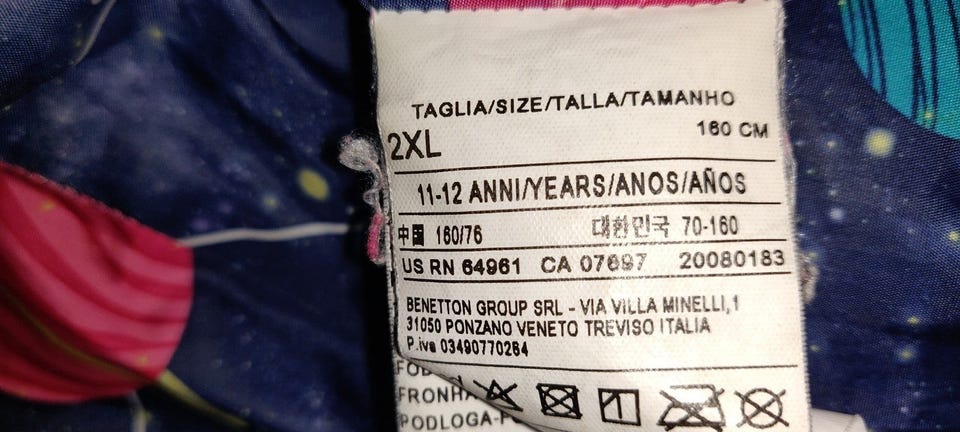 TAGLIA/SIZE/TALLA/TAMANHO
2XL 160 CM
11-12 ANNI/YEARS/ANOS/AÑOS
中国 160/76 대한민국 70-160
US RN 64961 CA 07697 20080183
BENETTON GROUP SRL - VIA VILLA MINELLI,1
31050 PONZANO VENETO TREVISO ITALIA
P.iva 03490770264
FRONHA
PODLOGA-